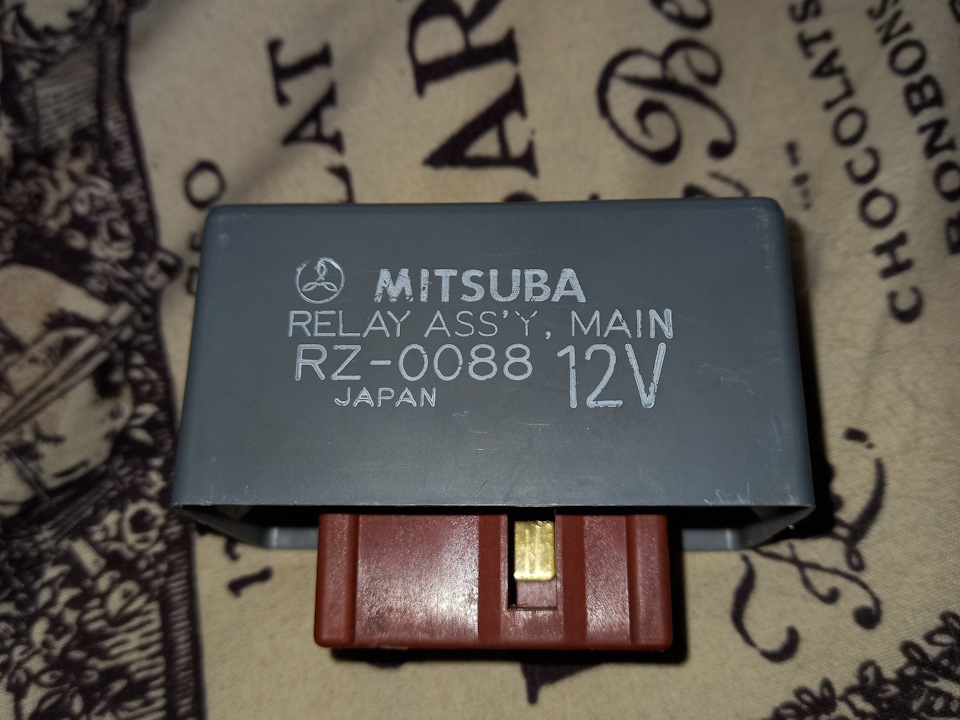 MITSUBA
RELAY ASS'Y, MAIN
RZ-0088 12V
JAPAN
CHOCOLATS
BONBONS